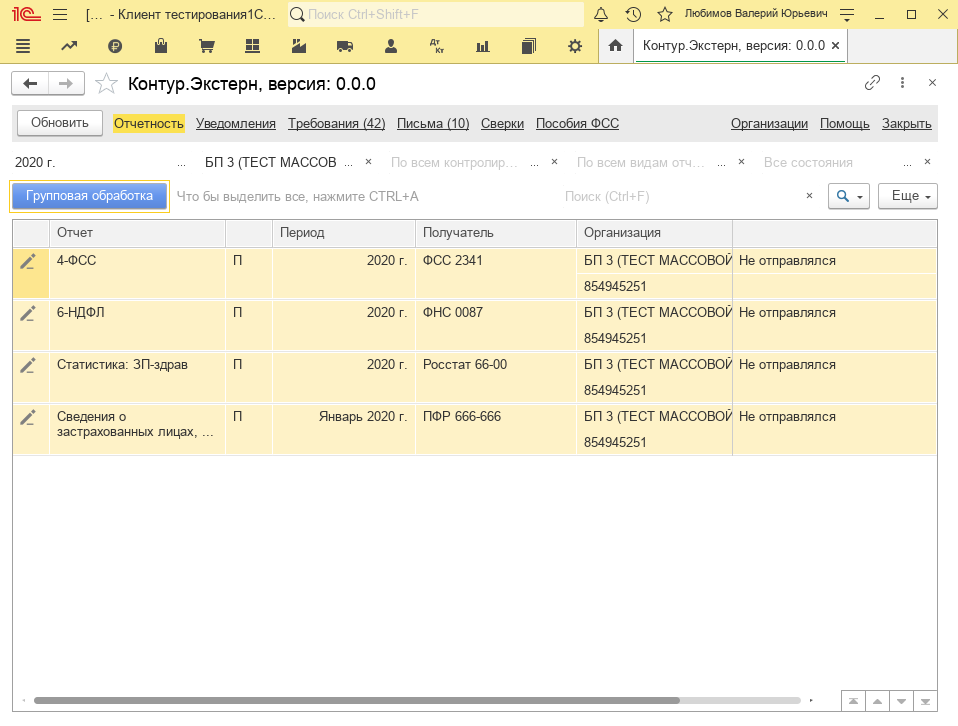 [... - Клиент тестирования1С... Поиск Ctrl+Shift+F Любимов Валерий Юрьевич
Дт Кт Контур.Экстерн, версия: 0.0.0 ×
Контур.Экстерн, версия: 0.0.0
Обновить Отчетность Уведомления Требования (42) Письма (10) Сверки Пособия ФСС Организации Помощь Закрыть
2020 г. ... БП 3 (ТЕСТ МАССОВ ... × По всем контролир... ... × По всем видам отч... ... × Все состояния ... ×
Групповая обработка Что бы выделить все, нажмите CTRL+A Поиск (Ctrl+F) × Еще
Отчет Период Получатель Организация
4-ФСС П 2020 г. ФСС 2341 БП 3 (ТЕСТ МАССОВОЙ Не отправлялся
854945251
6-НДФЛ П 2020 г. ФНС 0087 БП 3 (ТЕСТ МАССОВОЙ Не отправлялся
854945251
Статистика: ЗП-здрав П 2020 г. Росстат 66-00 БП 3 (ТЕСТ МАССОВОЙ Не отправлялся
854945251
Сведения о П Январь 2020 г. ПФР 666-666 БП 3 (ТЕСТ МАССОВОЙ Не отправлялся
застрахованных лицах, ...
854945251